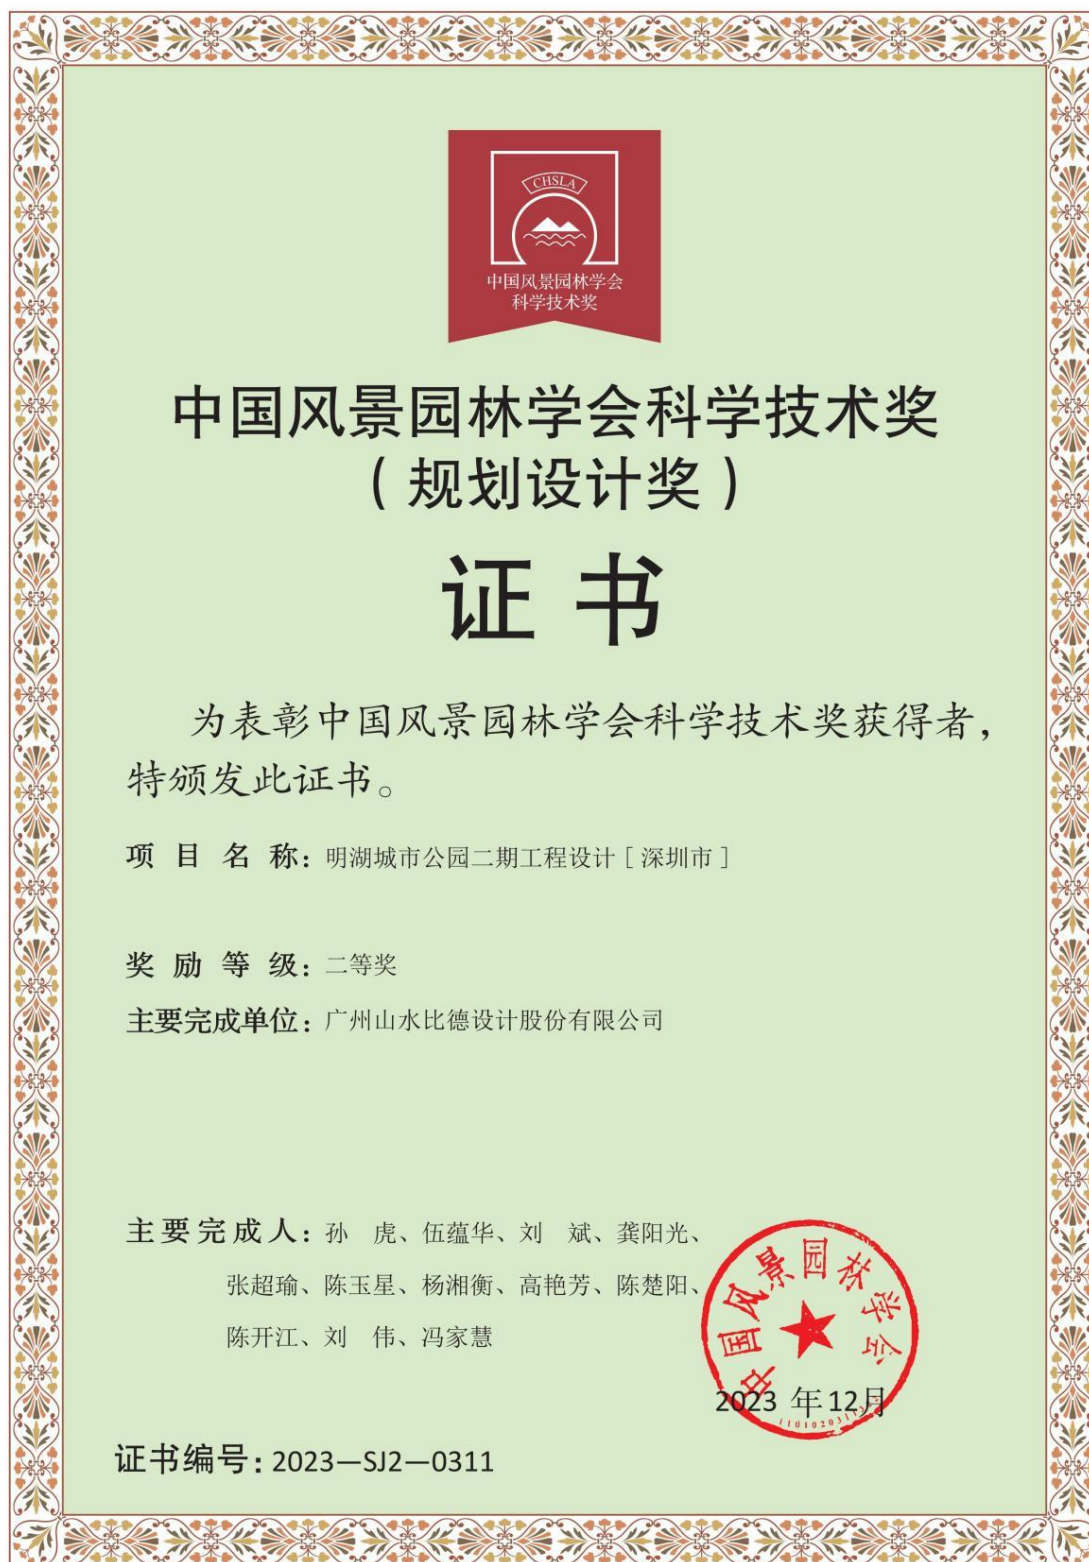 CHSLA
中国风景园林学会
科学技术奖
中国风景园林学会科学技术奖
（规划设计奖）
证书
为表彰中国风景园林学会科学技术奖获得者，
特颁发此证书。
项目名称：明湖城市公园二期工程设计［深圳市］
奖励等级：二等奖
主要完成单位：广州山水比德设计股份有限公司
主要完成人：孙　虎、伍蕴华、刘　斌、龚阳光、
张超瑜、陈玉星、杨湘衡、高艳芳、陈楚阳、
陈开江、刘　伟、冯家慧
中国风景园林学会
2023 年12月
证书编号：2023—SJ2—0311